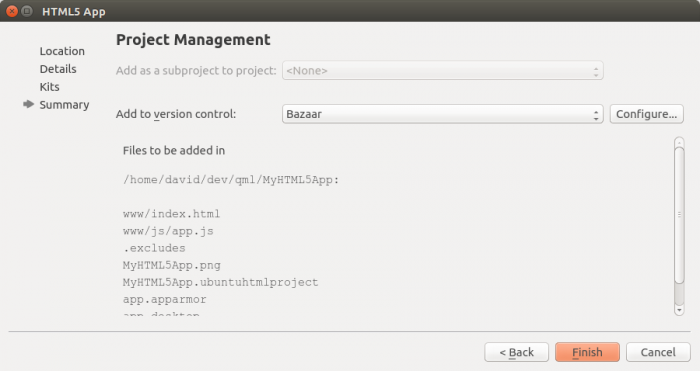 HTML5 App
Location
Details
Kits
Summary
Project Management
Add as a subproject to project: <None>
Add to version control: Bazaar Configure...
Files to be added in
/home/david/dev/qml/MyHTML5App:
www/index.html
www/js/app.js
.excludes
MyHTML5App.png
MyHTML5App.ubuntuhtmlproject
app.apparmor
app.desktop
< Back Finish Cancel